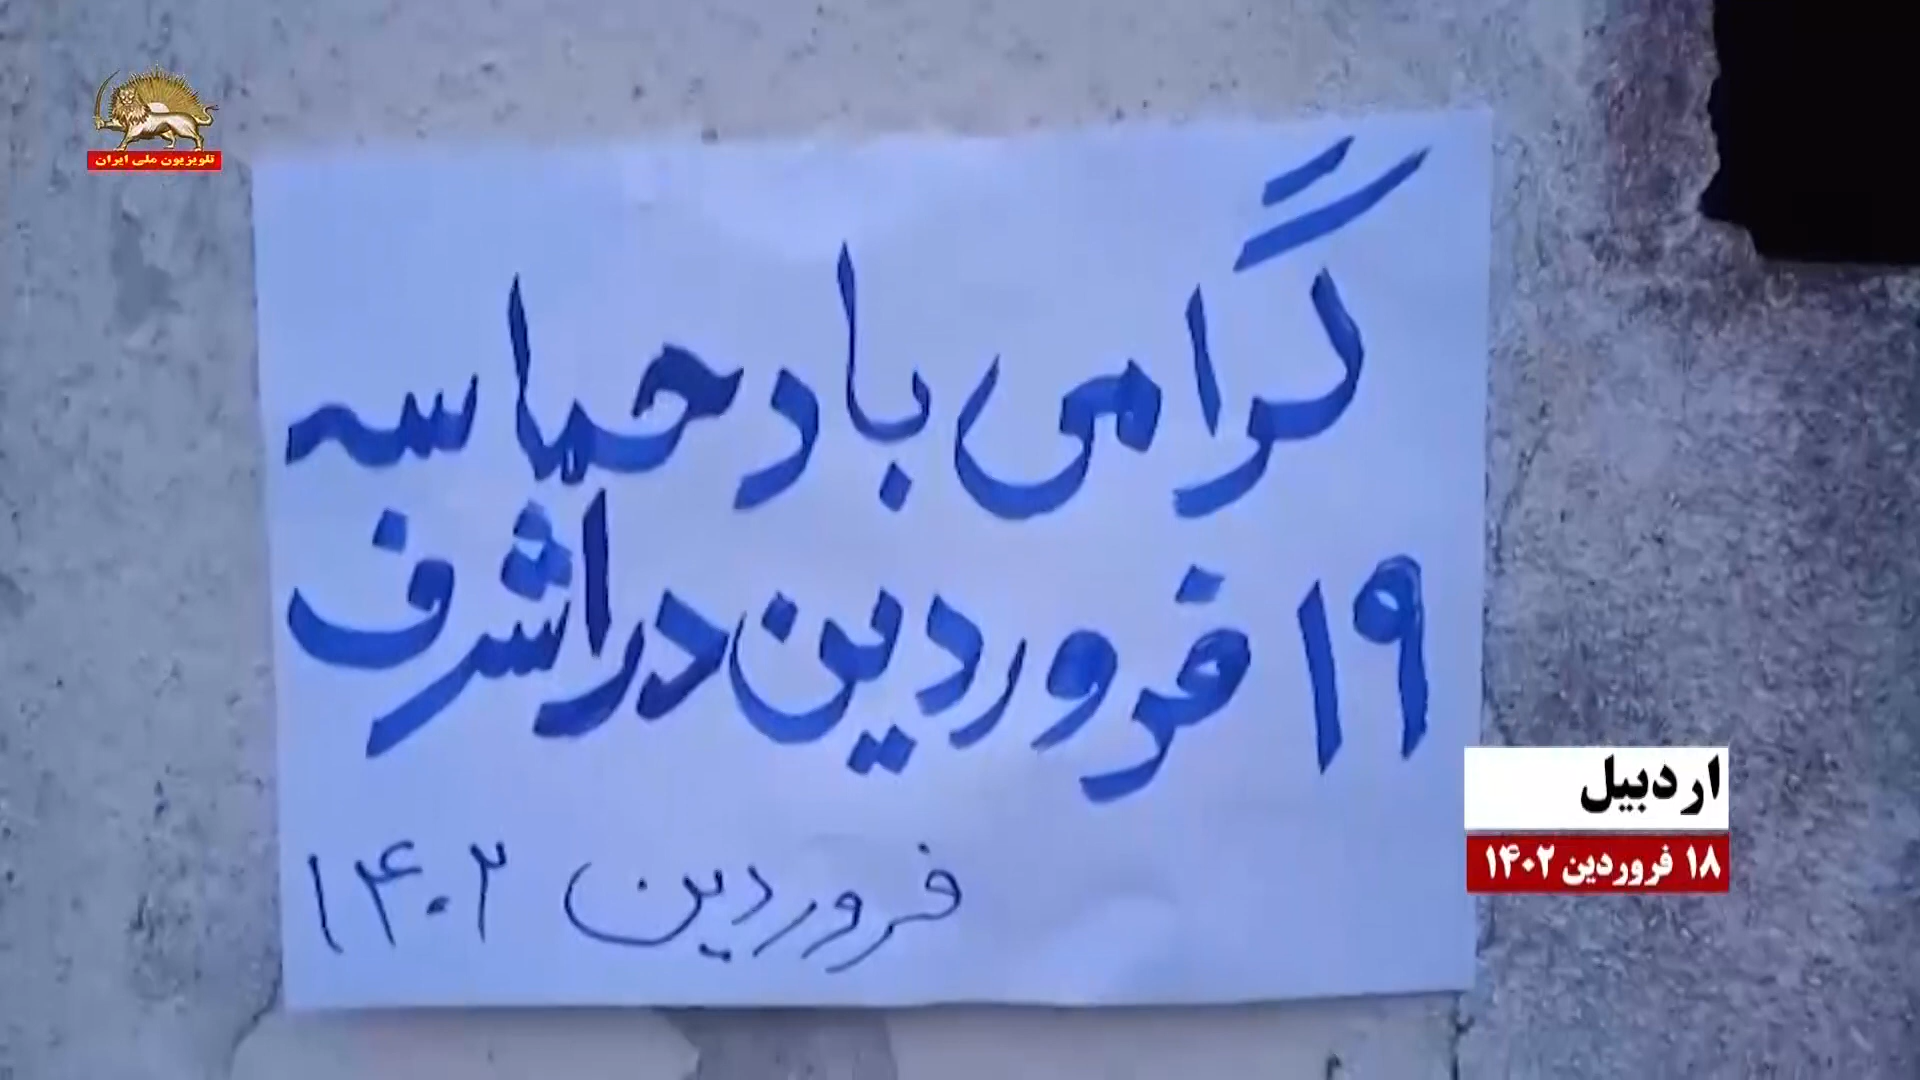 تلویزیون ملی ایران
گرامی باد حماسه
۱۹ فروردین در اشرف
فروردین ۱۴۰۲
اردبیل
۱۸ فروردین ۱۴۰۲